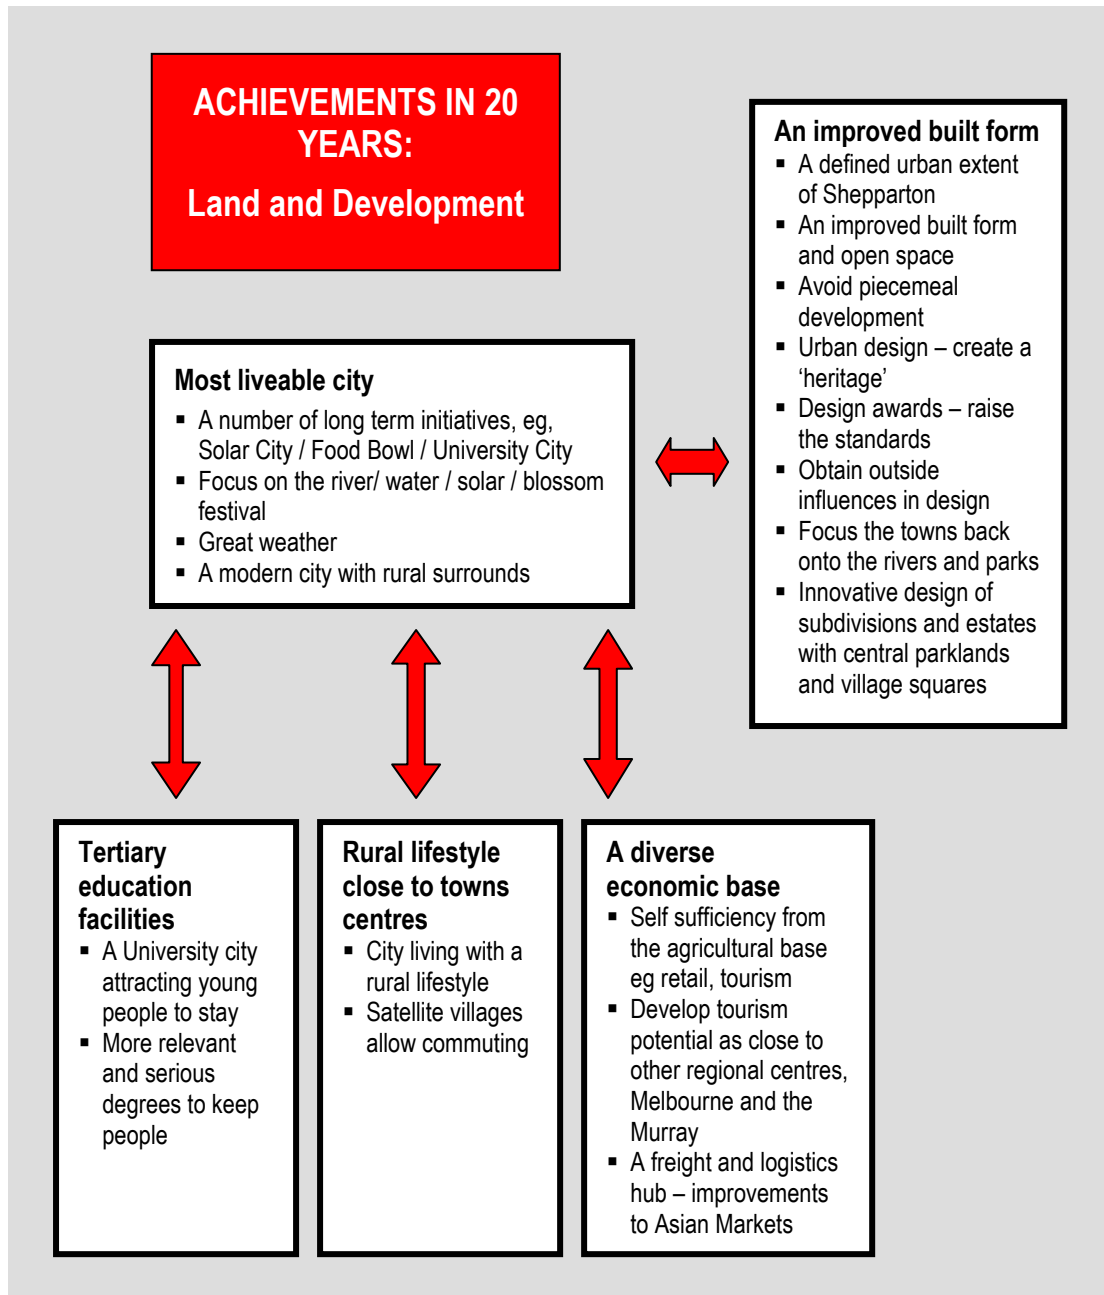 ACHIEVEMENTS IN 20
YEARS:
Land and Development
An improved built form
▪ A defined urban extent
of Shepparton
▪ An improved built form
and open space
▪ Avoid piecemeal
development
▪ Urban design – create a
‘heritage’
▪ Design awards – raise
the standards
▪ Obtain outside
influences in design
▪ Focus the towns back
onto the rivers and parks
▪ Innovative design of
subdivisions and estates
with central parklands
and village squares
Most liveable city
▪ A number of long term initiatives, eg,
Solar City / Food Bowl / University City
▪ Focus on the river/ water / solar / blossom
festival
▪ Great weather
▪ A modern city with rural surrounds
Tertiary
education
facilities
▪ A University city
attracting young
people to stay
▪ More relevant
and serious
degrees to keep
people
Rural lifestyle
close to towns
centres
▪ City living with a
rural lifestyle
▪ Satellite villages
allow commuting
A diverse
economic base
▪ Self sufficiency from
the agricultural base
eg retail, tourism
▪ Develop tourism
potential as close to
other regional centres,
Melbourne and the
Murray
▪ A freight and logistics
hub – improvements
to Asian Markets